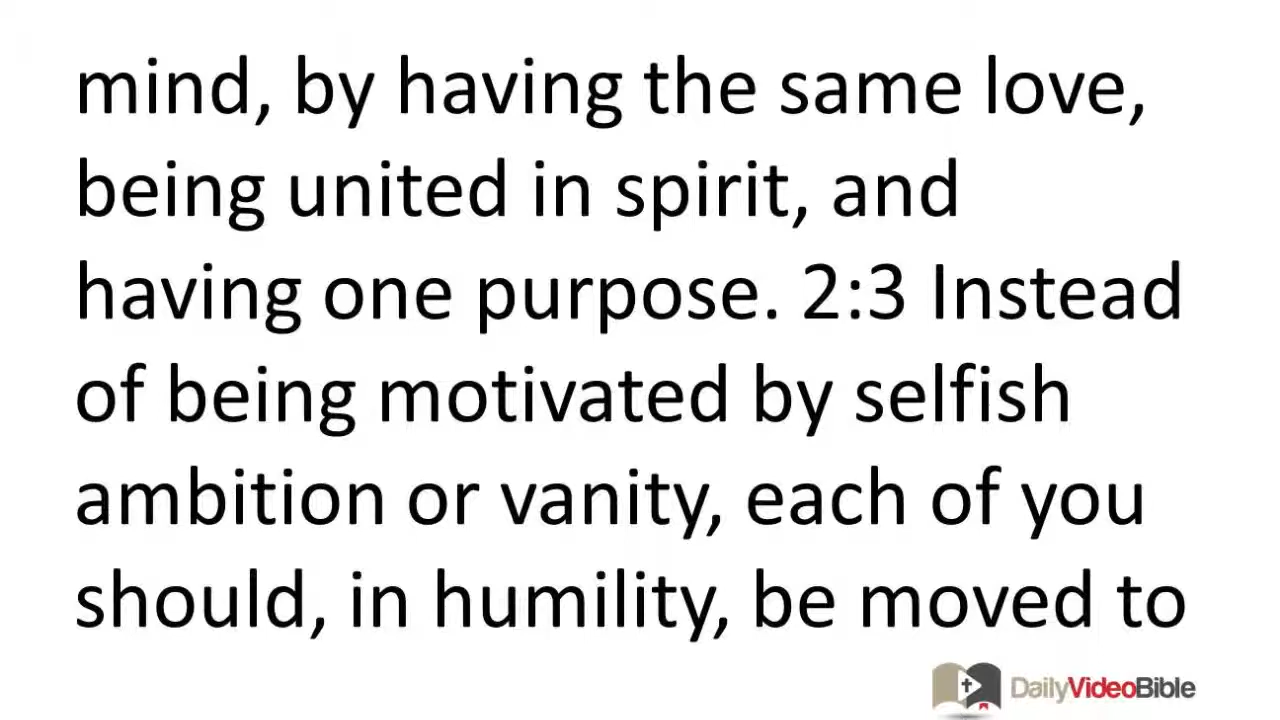 mind, by having the same love,
being united in spirit, and
having one purpose. 2:3 Instead
of being motivated by selfish
ambition or vanity, each of you
should, in humility, be moved to
DailyVideoBible